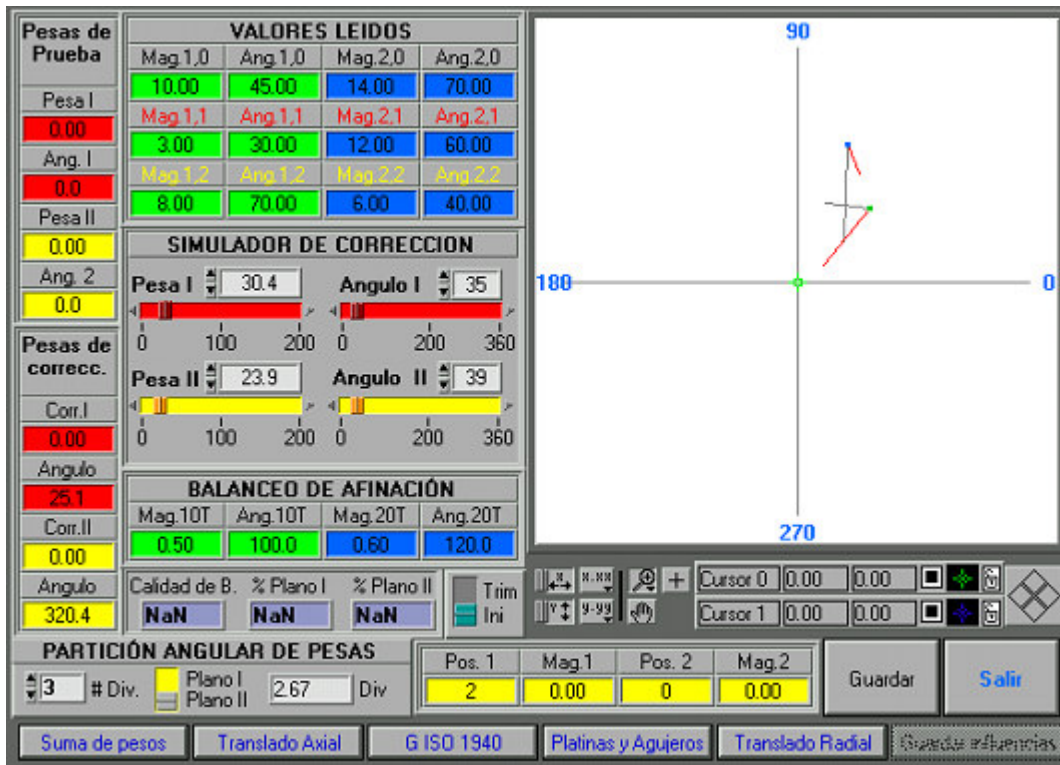 Pesas de
Prueba
Pesa I
0.00
Ang. I
0.0
Pesa II
0.00
Ang. 2
0.0
Pesas de
correcc.
Corr.I
0.00
Angulo
25.1
Corr.II
0.00
Angulo
320.4
VALORES LEIDOS
Mag.1,0 Ang.1,0 Mag.2,0 Ang.2,0
10.00 45.00 14.00 70.00
Mag.1,1 Ang.1,1 Mag.2,1 Ang.2,1
3.00 30.00 12.00 60.00
Mag.1,2 Ang.1,2 Mag.2,2 Ang.2,2
8.00 70.00 6.00 40.00
SIMULADOR DE CORRECCION
Pesa I 30.4 Angulo I 35
0 100 200 0 200 360
Pesa II 23.9 Angulo II 39
0 100 200 0 200 360
BALANCEO DE AFINACIÓN
Mag.10T Ang.10T Mag.20T Ang.20T
0.50 100.0 0.60 120.0
Calidad de B. % Plano I % Plano II
NaN NaN NaN
Trim
Ini
90
180 0
270
Cursor 0 0.00 0.00
Cursor 1 0.00 0.00
PARTICIÓN ANGULAR DE PESAS
3 # Div. Plano I
Plano II 2.67 Div
Pos. 1 Mag.1 Pos. 2 Mag.2
2 0.00 0 0.00
Guardar Salir
Suma de pesos Translado Axial G ISO 1940 Platinas y Agujeros Translado Radial Guardar influencias